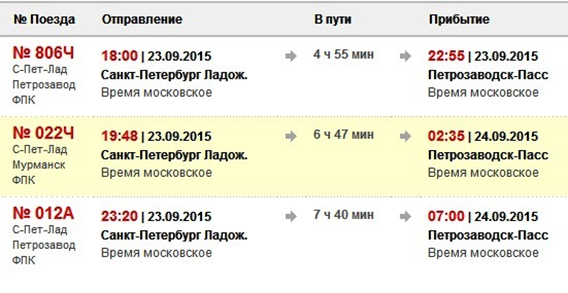 № Поезда Отправление В пути Прибытие
№ 806Ч 18:00 | 23.09.2015 4 ч 55 мин 22:55 | 23.09.2015
С-Пет-Лад Санкт-Петербург Ладож. Петрозаводск-Пасс
Петрозавод Время московское Время московское
ФПК
№ 022Ч 19:48 | 23.09.2015 6 ч 47 мин 02:35 | 24.09.2015
С-Пет-Лад Санкт-Петербург Ладож. Петрозаводск-Пасс
Мурманск Время московское Время московское
ФПК
№ 012А 23:20 | 23.09.2015 7 ч 40 мин 07:00 | 24.09.2015
С-Пет-Лад Санкт-Петербург Ладож. Петрозаводск-Пасс
Петрозавод Время московское Время московское
ФПК